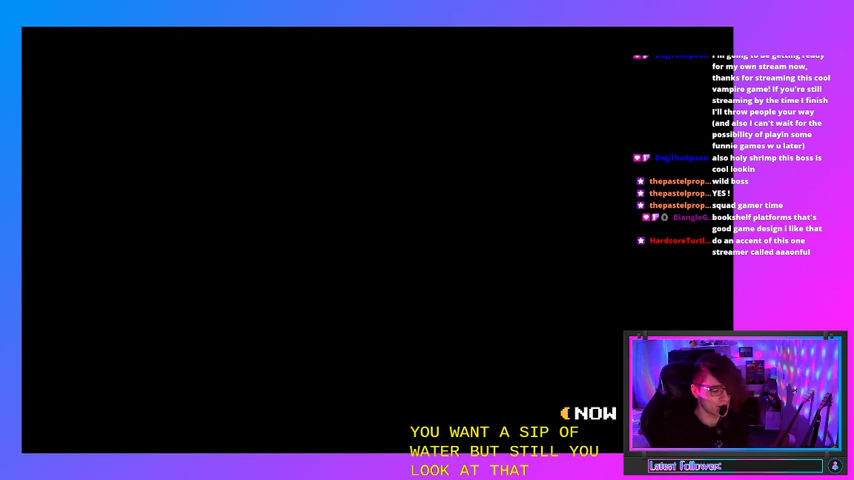 I'm going to be getting ready
for my own stream now,
thanks for streaming this cool
vampire game! If you're still
streaming by the time I finish
I'll throw people your way
(and also I can't wait for the
possibility of playin some
funnie games w u later)
also holy shrimp this boss is
cool lookin
thepastelprop... wild boss
thepastelprop... YES !
thepastelprop... squad gamer time
BiangleG... bookshelf platforms that's
good game design i like that
HardcoreTurtl... do an accent of this one
streamer called aaaonful
NOW
YOU WANT A SIP OF
WATER BUT STILL YOU
LOOK AT THAT
Latest Follower: